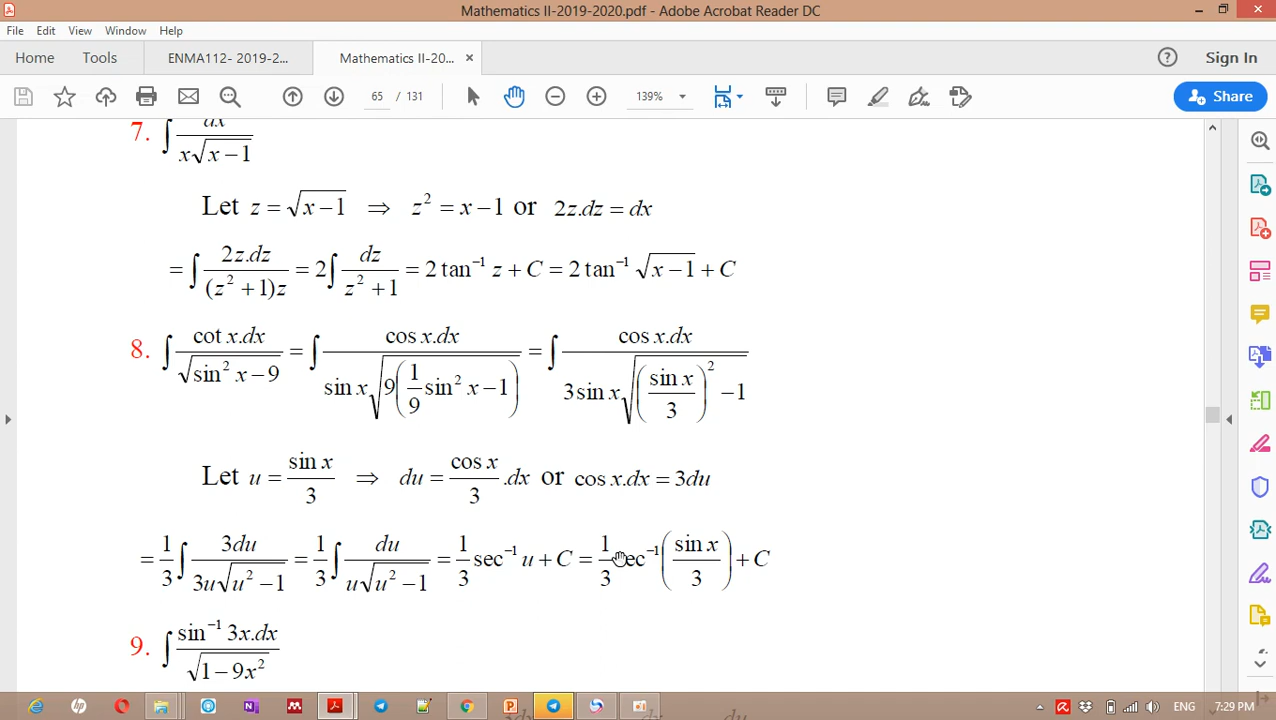 Mathematics II-2019-2020.pdf - Adobe Acrobat Reader DC
File Edit View Window Help
Home Tools ENMA112- 2019-2... Mathematics II-20... × Sign In
65 / 131 139% Share
7. ∫ dx / (x√(x−1))
Let z = √(x−1) ⇒ z² = x−1 or 2z.dz = dx
= ∫ 2z.dz / ((z²+1)z) = 2∫ dz / (z²+1) = 2 tan⁻¹ z + C = 2 tan⁻¹ √(x−1) + C
8. ∫ cot x.dx / √(sin² x − 9) = ∫ cos x.dx / (sin x √(9(1/9 sin² x − 1))) = ∫ cos x.dx / (3 sin x √((sin x / 3)² − 1))
Let u = sin x / 3 ⇒ du = cos x / 3 .dx or cos x.dx = 3du
= 1/3 ∫ 3du / (3u√(u²−1)) = 1/3 ∫ du / (u√(u²−1)) = 1/3 sec⁻¹ u + C = 1/3 sec⁻¹ (sin x / 3) + C
9. ∫ sin⁻¹ 3x.dx / √(1−9x²)
ENG 7:29 PM